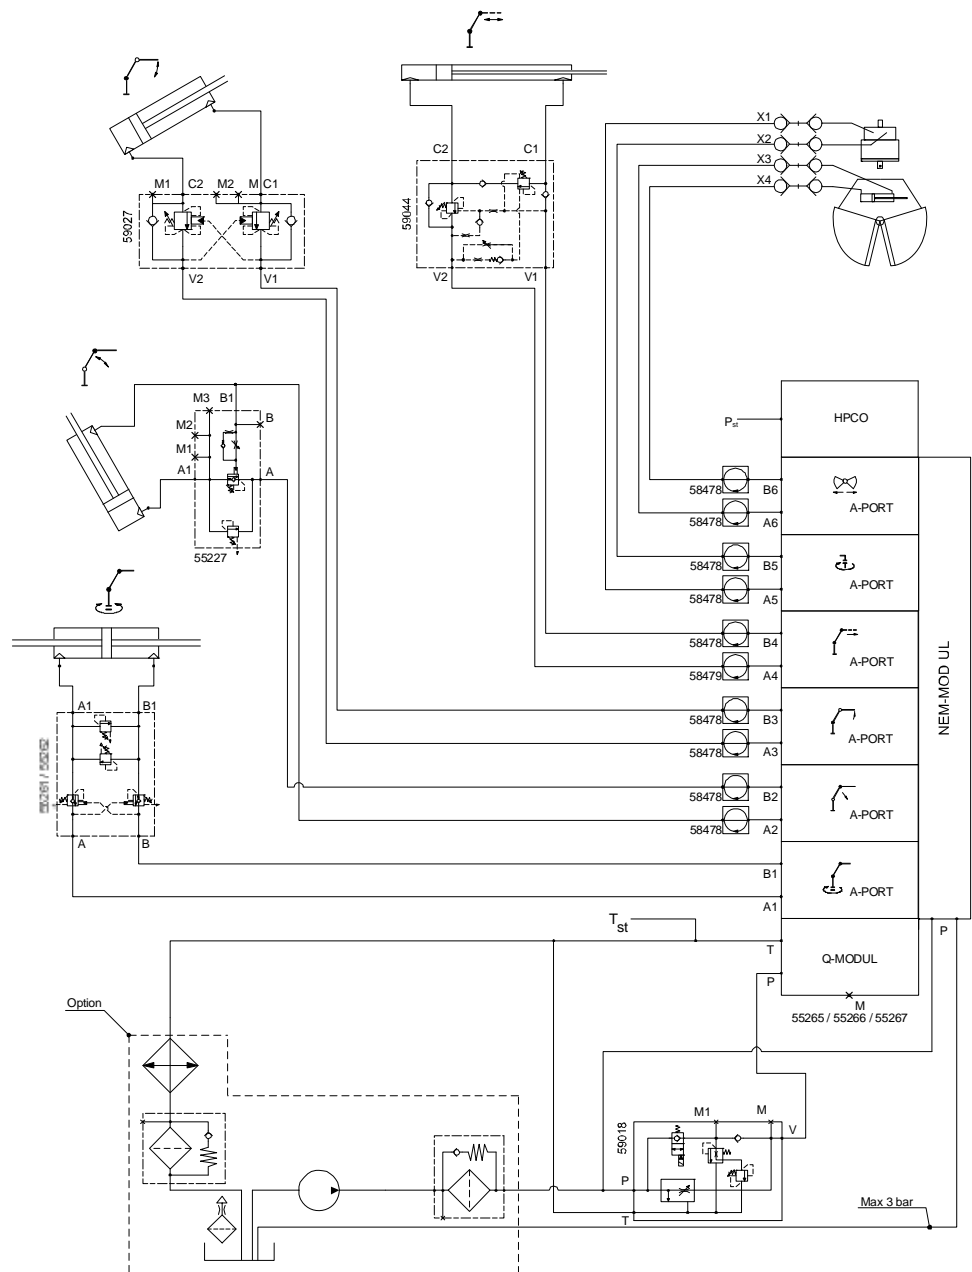 X1
X2
X3
X4
C2 C1
M1 C2 M2 M C1
59027
59044
V2 V1
V2 V1
M3 B1
B
M2
M1
A1 A
55227
HPCO
Pst
B6
58478
A-PORT
58478 A6
B5
58478
A-PORT
58478 A5
B4
58478
A-PORT
58479 A4
B3
58478
A-PORT
58478 A3
B2
58478
A-PORT
58478 A2
B1
A-PORT
A1
NEM-MOD UL
A1 B1
55261 / 55262
A B
Tst
P
T
Q-MODUL
P
M
55265 / 55266 / 55267
Option
M1 M
V
59018
P
T
Max 3 bar